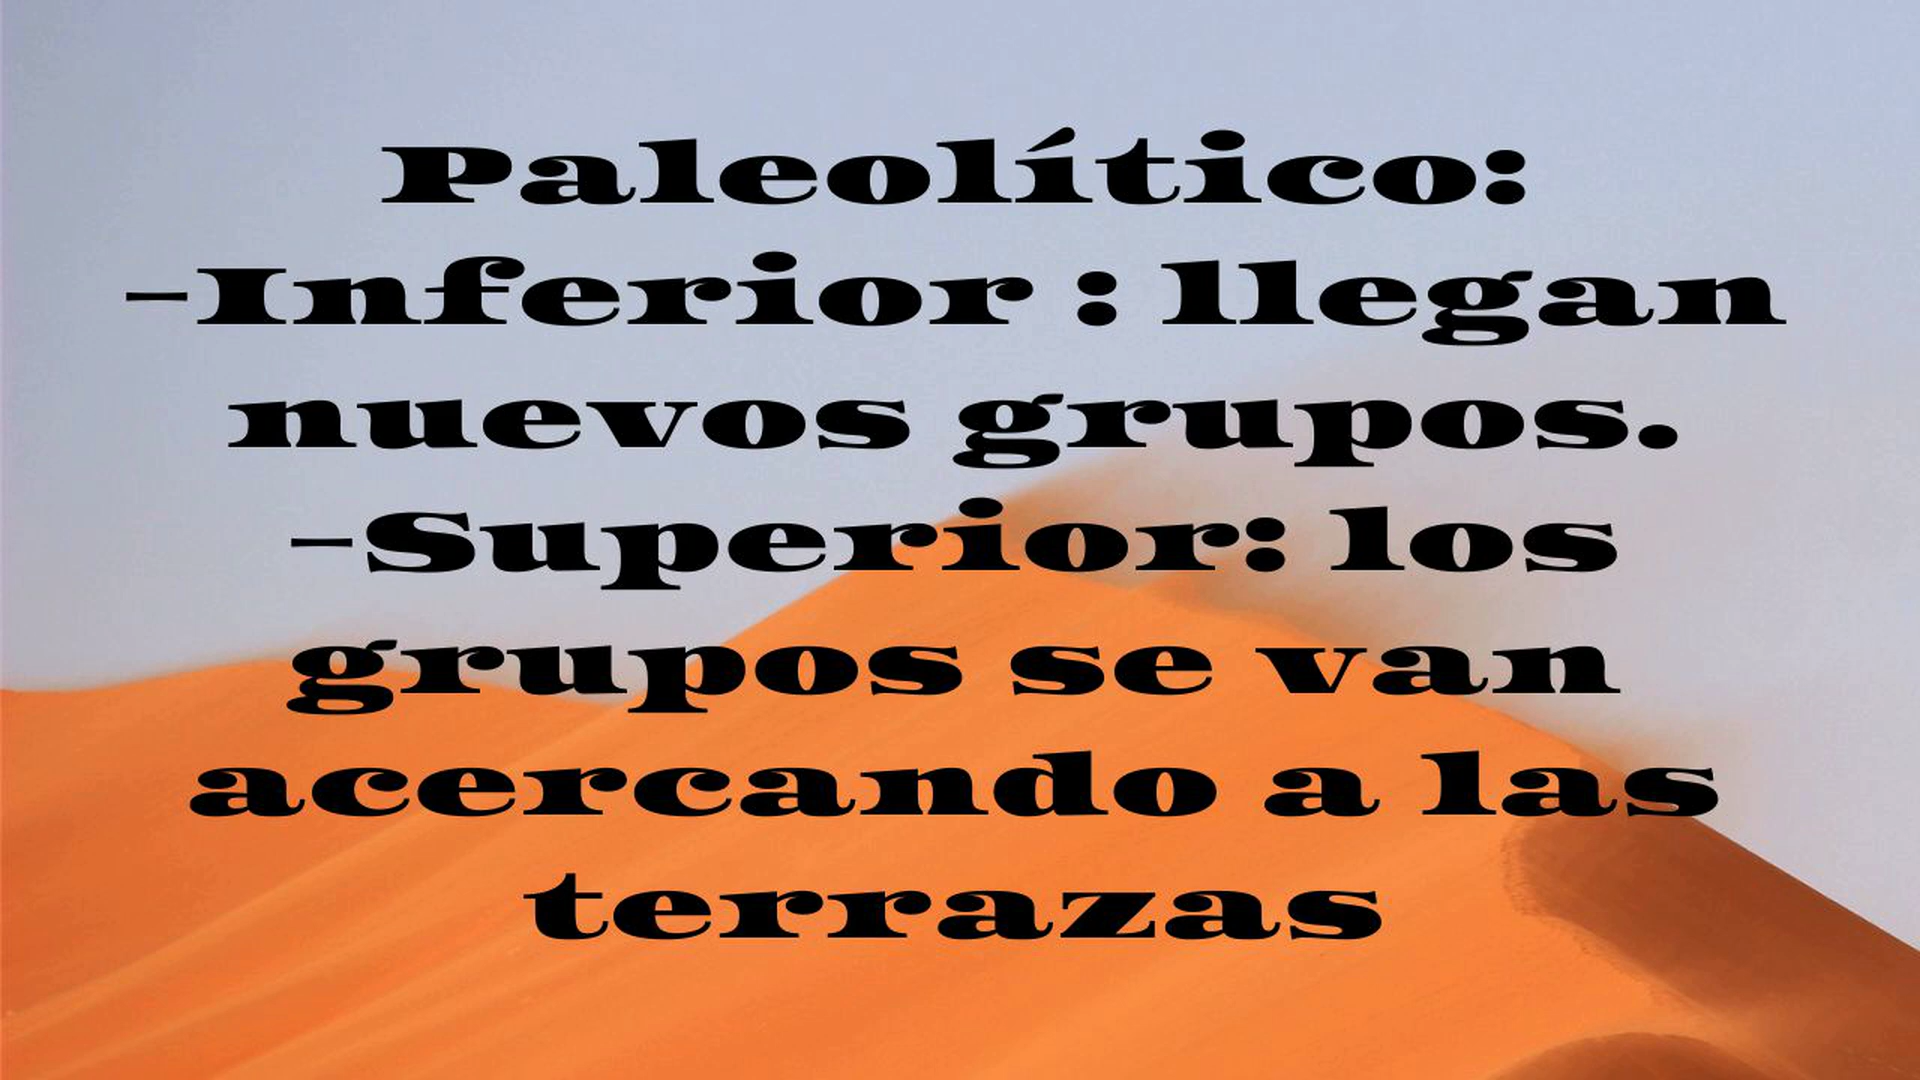 Paleolítico:
-Inferior : llegan
nuevos grupos.
-Superior: los
grupos se van
acercando a las
terrazas